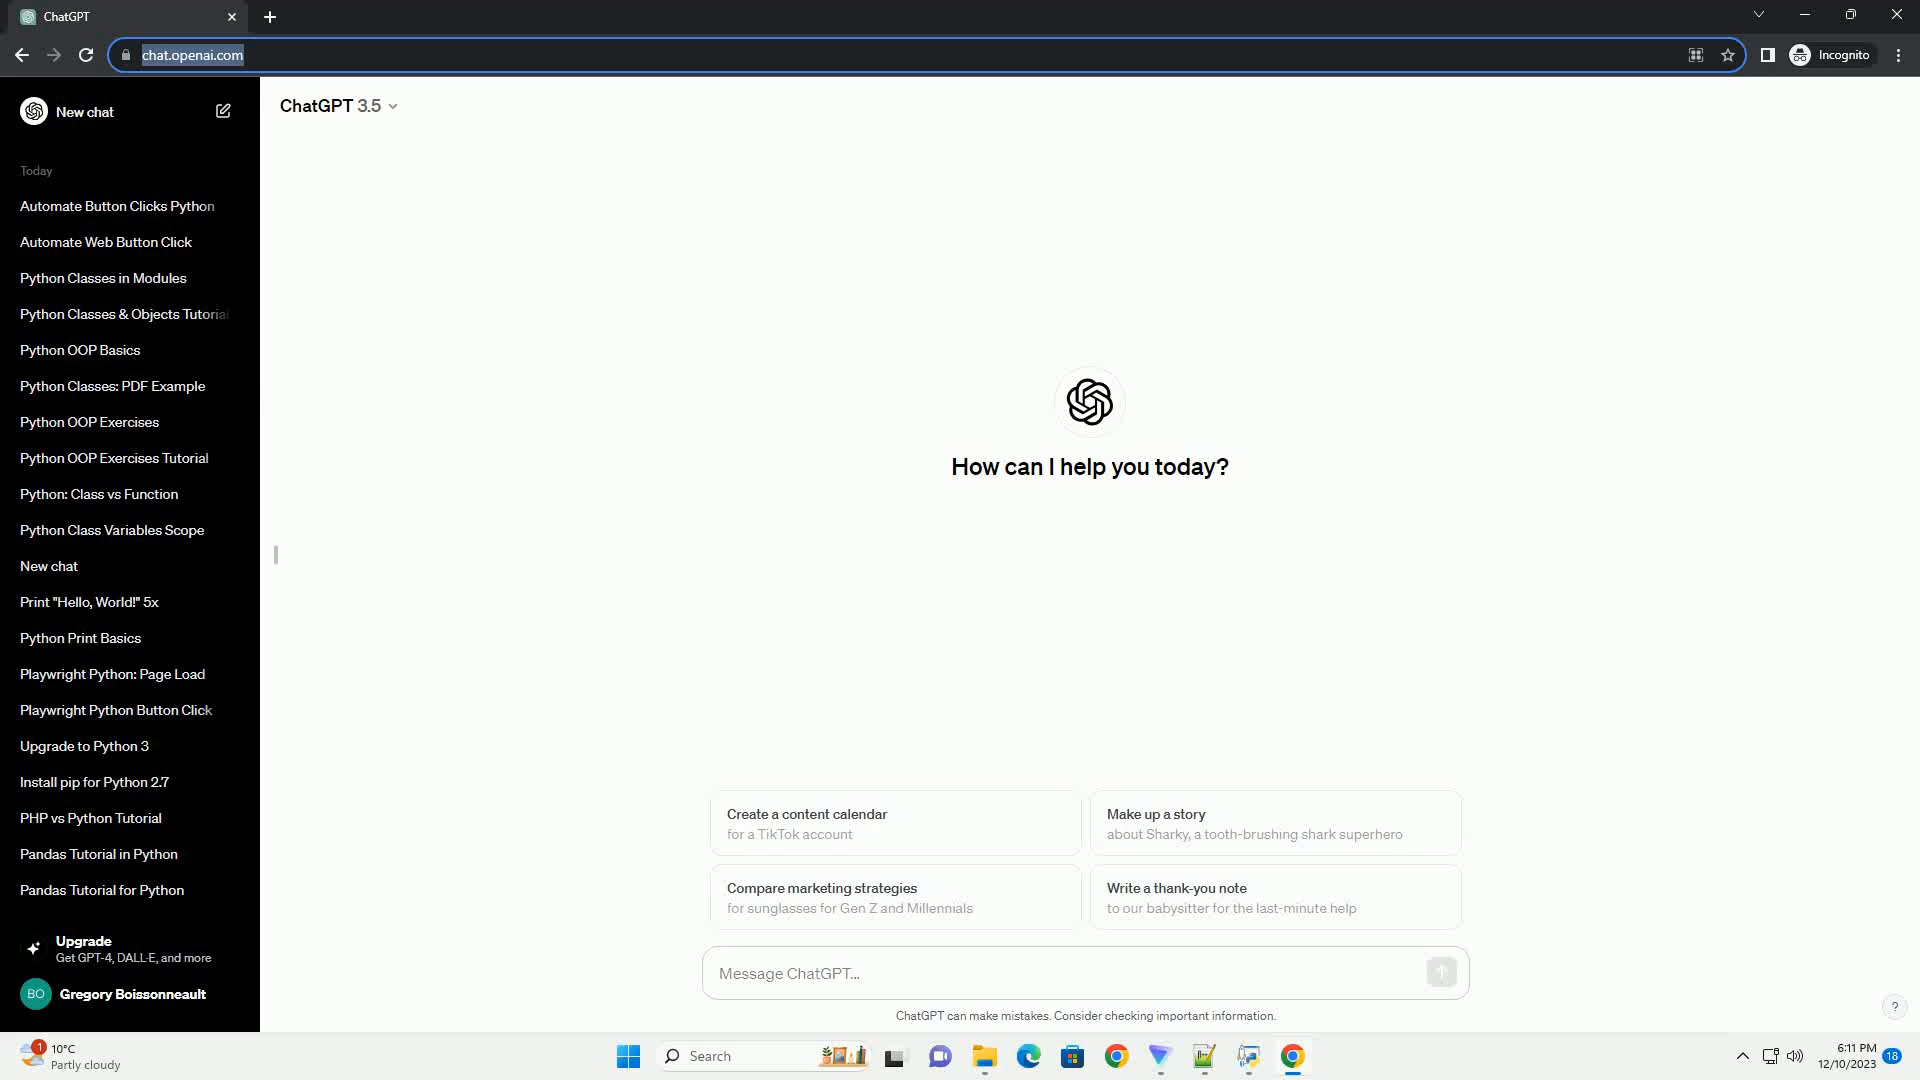 ChatGPT
chat.openai.com
Incognito
New chat
ChatGPT 3.5
Today
Automate Button Clicks Python
Automate Web Button Click
Python Classes in Modules
Python Classes & Objects Tutorial
Python OOP Basics
Python Classes: PDF Example
Python OOP Exercises
Python OOP Exercises Tutorial
Python: Class vs Function
Python Class Variables Scope
New chat
Print "Hello, World!" 5x
Python Print Basics
Playwright Python: Page Load
Playwright Python Button Click
Upgrade to Python 3
Install pip for Python 2.7
PHP vs Python Tutorial
Pandas Tutorial in Python
Pandas Tutorial for Python
Upgrade
Get GPT-4, DALL·E, and more
BO
Gregory Boissonneault
How can I help you today?
Create a content calendar
for a TikTok account
Make up a story
about Sharky, a tooth-brushing shark superhero
Compare marketing strategies
for sunglasses for Gen Z and Millennials
Write a thank-you note
to our babysitter for the last-minute help
Message ChatGPT...
ChatGPT can make mistakes. Consider checking important information.
?
1
10°C
Partly cloudy
Search
6:11 PM
12/10/2023
18